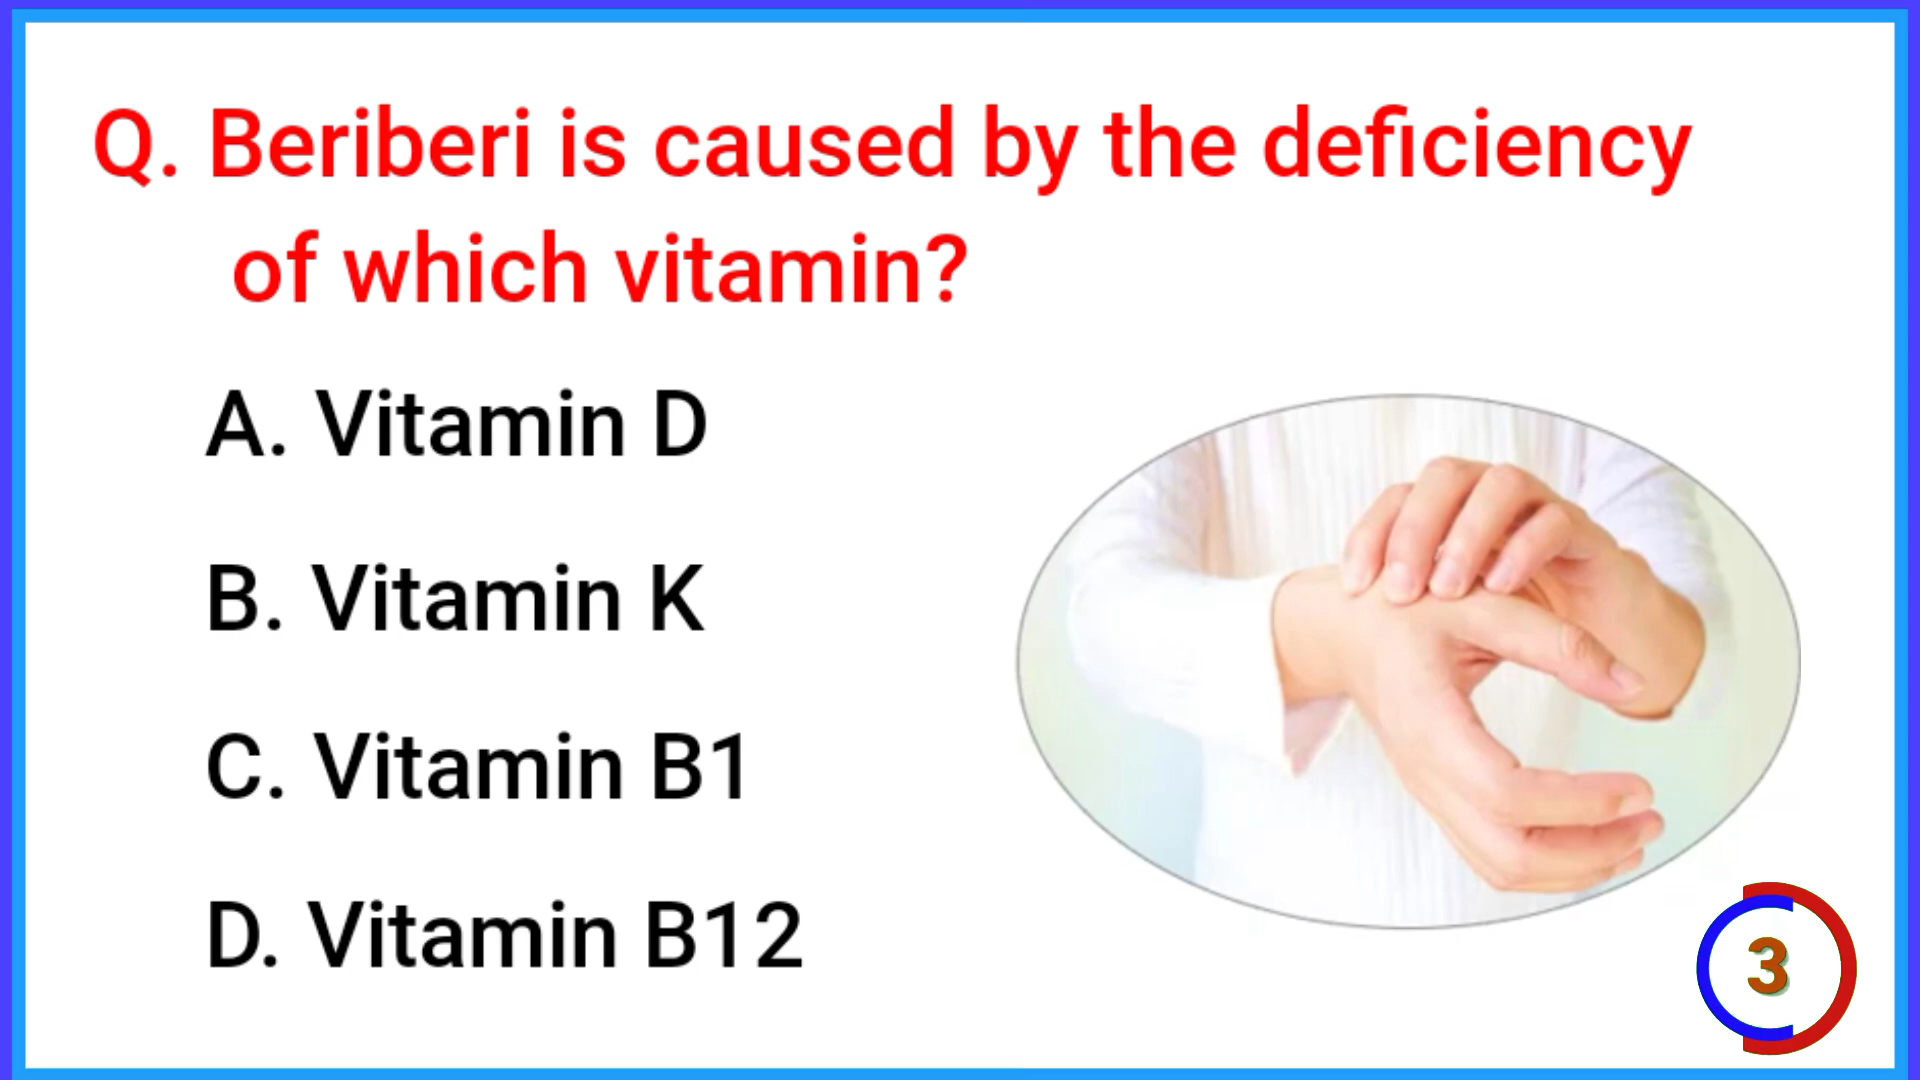 Q. Beriberi is caused by the deficiency
of which vitamin?
A. Vitamin D
B. Vitamin K
C. Vitamin B1
D. Vitamin B12
3